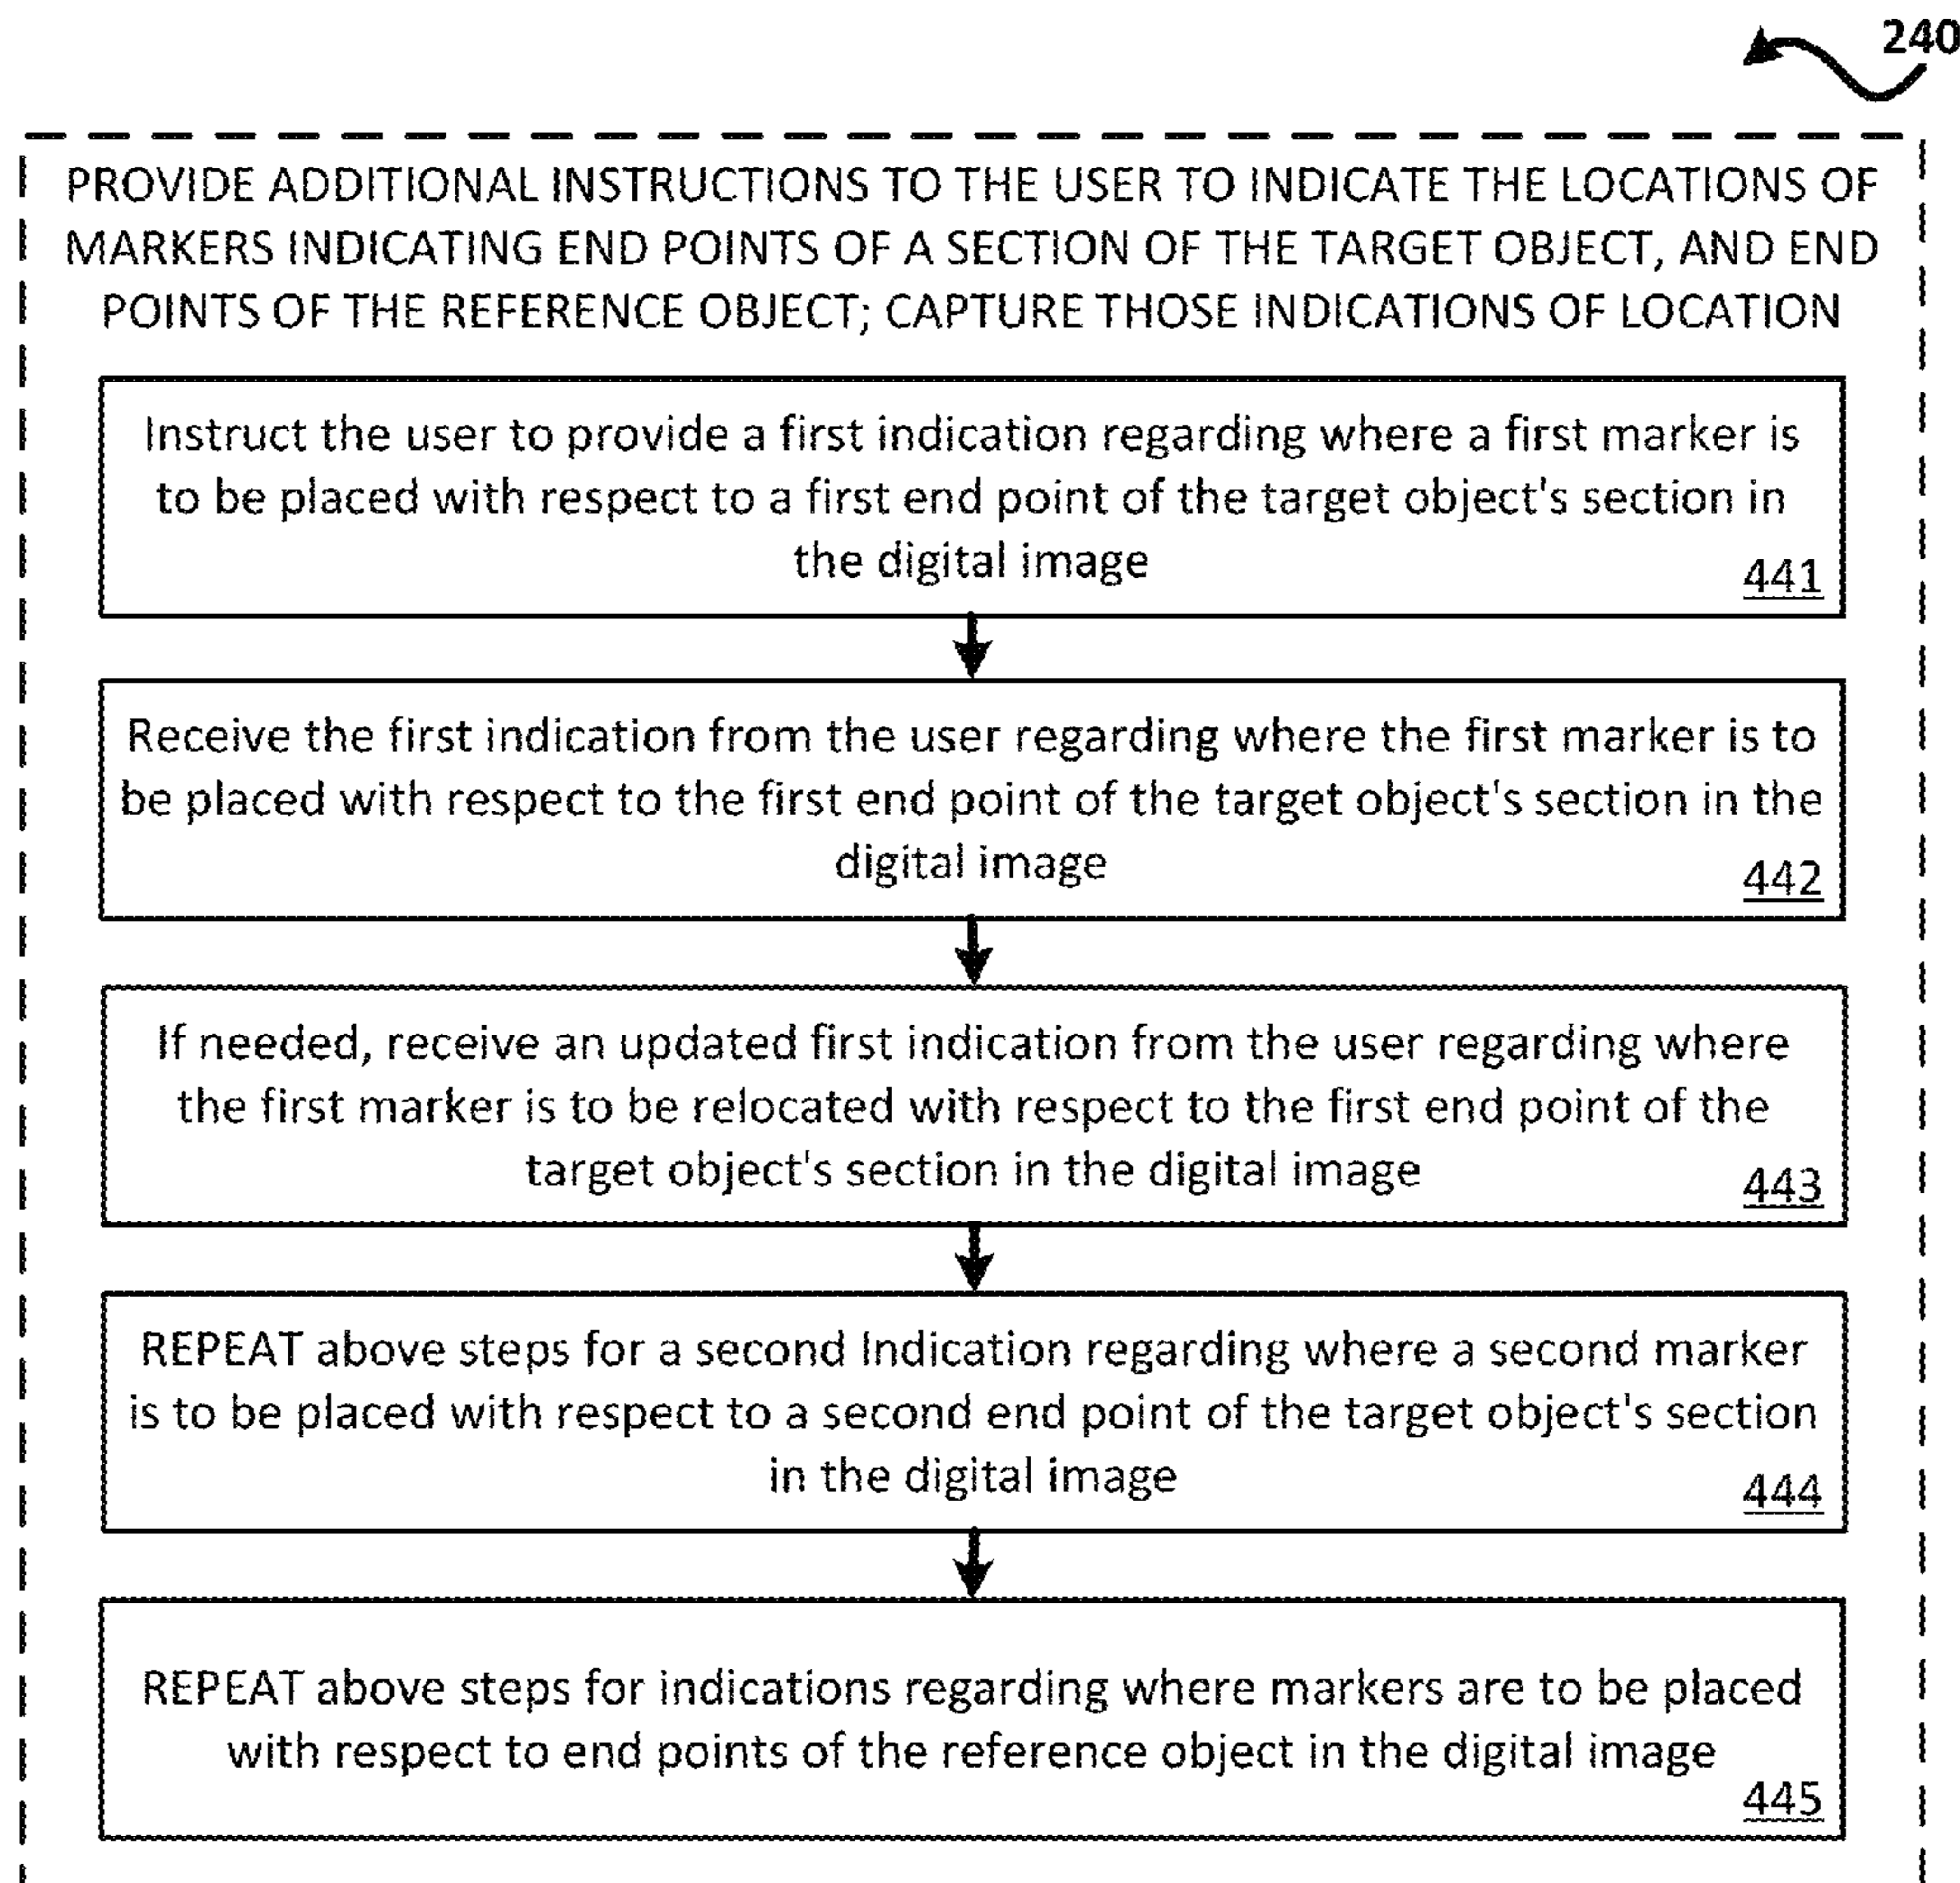 240
PROVIDE ADDITIONAL INSTRUCTIONS TO THE USER TO INDICATE THE LOCATIONS OF
MARKERS INDICATING END POINTS OF A SECTION OF THE TARGET OBJECT, AND END
POINTS OF THE REFERENCE OBJECT; CAPTURE THOSE INDICATIONS OF LOCATION
Instruct the user to provide a first indication regarding where a first marker is
to be placed with respect to a first end point of the target object's section in
the digital image
441
Receive the first indication from the user regarding where the first marker is to
be placed with respect to the first end point of the target object's section in the
digital image
442
If needed, receive an updated first indication from the user regarding where
the first marker is to be relocated with respect to the first end point of the
target object's section in the digital image
443
REPEAT above steps for a second Indication regarding where a second marker
is to be placed with respect to a second end point of the target object's section
in the digital image
444
REPEAT above steps for indications regarding where markers are to be placed
with respect to end points of the reference object in the digital image
445